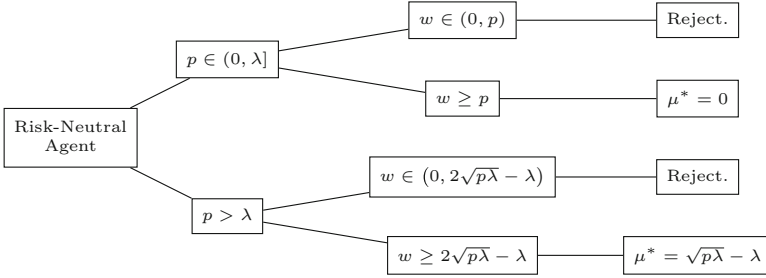 w ∈ (0, p)
Reject.
p ∈ (0, λ]
w ≥ p
μ* = 0
Risk-Neutral
Agent
w ∈ (0, 2√pλ − λ)
Reject.
p > λ
w ≥ 2√pλ − λ
μ* = √pλ − λ